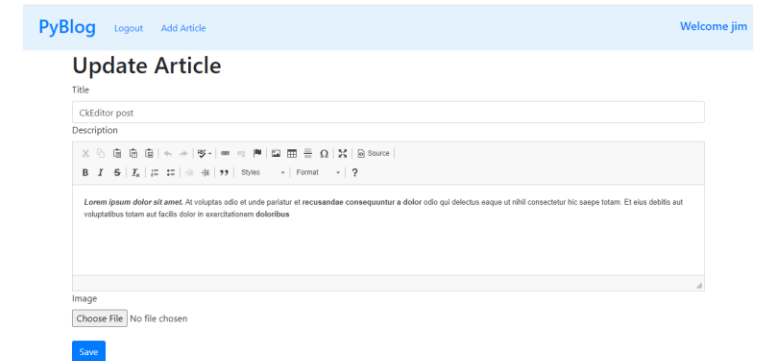 PyBlog Logout Add Article Welcome jim
Update Article
Title
CkEditor post
Description
Source
B I S Ix Styles Format ?
Lorem ipsum dolor sit amet. At voluptas odio et unde pariatur et recusandae consequuntur a dolor odio qui delectus eaque ut nihil consectetur hic saepe totam. Et eius debitis aut
voluptatibus totam aut facilis dolor in exercitationem doloribus
Image
Choose File No file chosen
Save